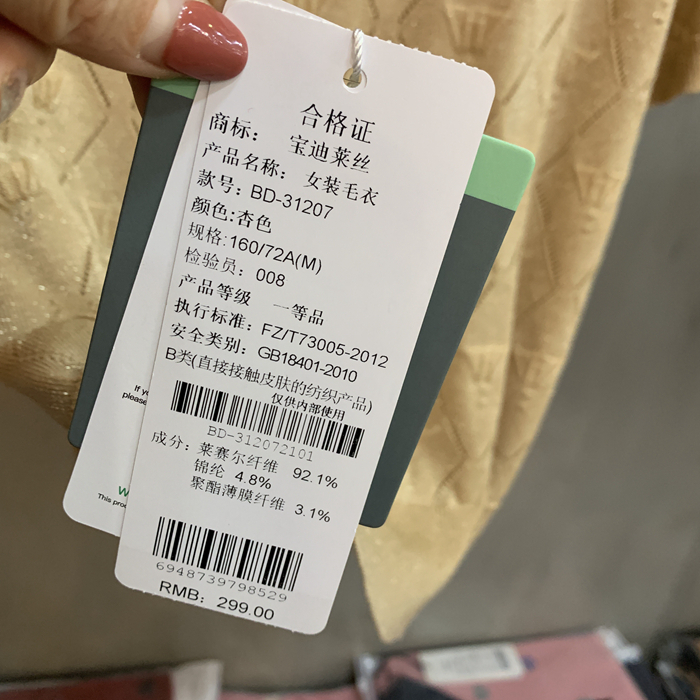 合格证
商标： 宝迪莱丝
产品名称： 女装毛衣
款号：BD-31207
颜色:杏色
规格:160/72A(M)
检验员：008
产品等级 一等品
执行标准：FZ/T73005-2012
安全类别：GB18401-2010
B类(直接接触皮肤的纺织产品)
仅供内部使用
BD-312072101
成分：莱赛尔纤维 92.1%
锦纶 4.8%
聚酯薄膜纤维 3.1%
6948739798529
RMB：299.00
If
please
W
This